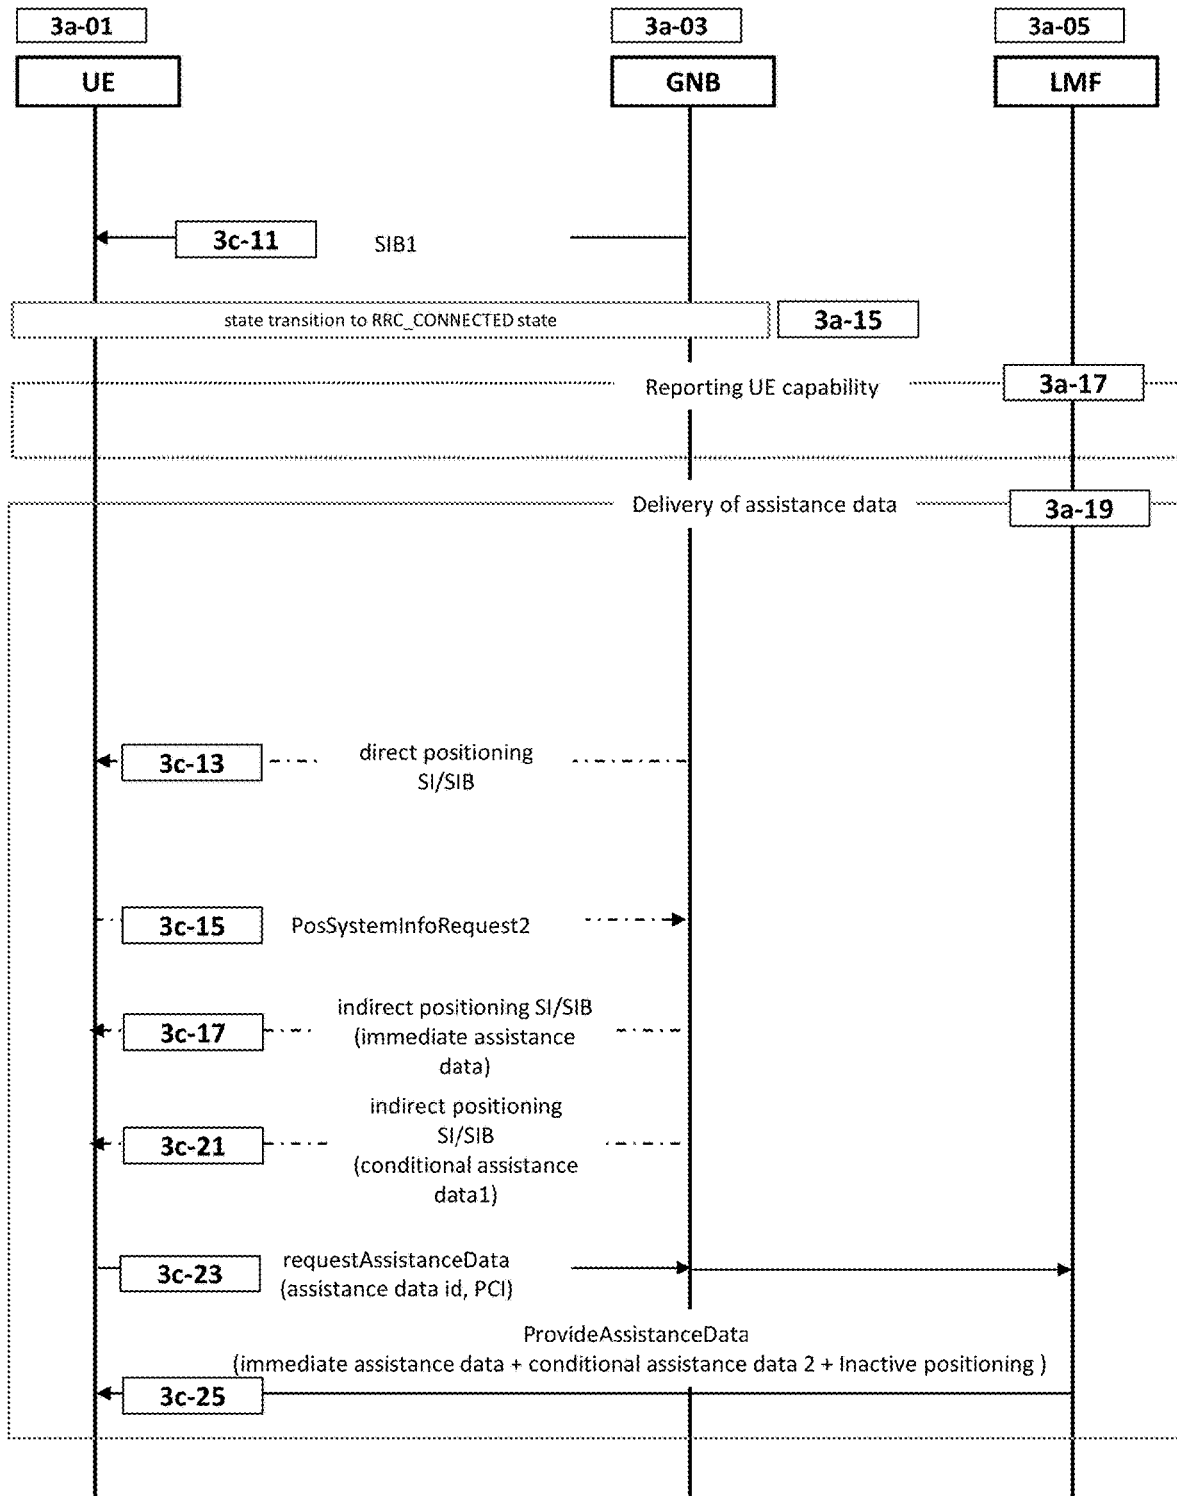 3a-01
3a-03
3a-05
UE
GNB
LMF
3c-11
SIB1
state transition to RRC_CONNECTED state
3a-15
Reporting UE capability
3a-17
Delivery of assistance data
3a-19
3c-13
direct positioning
SI/SIB
3c-15
PosSystemInfoRequest2
3c-17
indirect positioning SI/SIB
(immediate assistance
data)
3c-21
indirect positioning
SI/SIB
(conditional assistance
data1)
3c-23
requestAssistanceData
(assistance data id, PCI)
ProvideAssistanceData
(immediate assistance data + conditional assistance data 2 + Inactive positioning )
3c-25